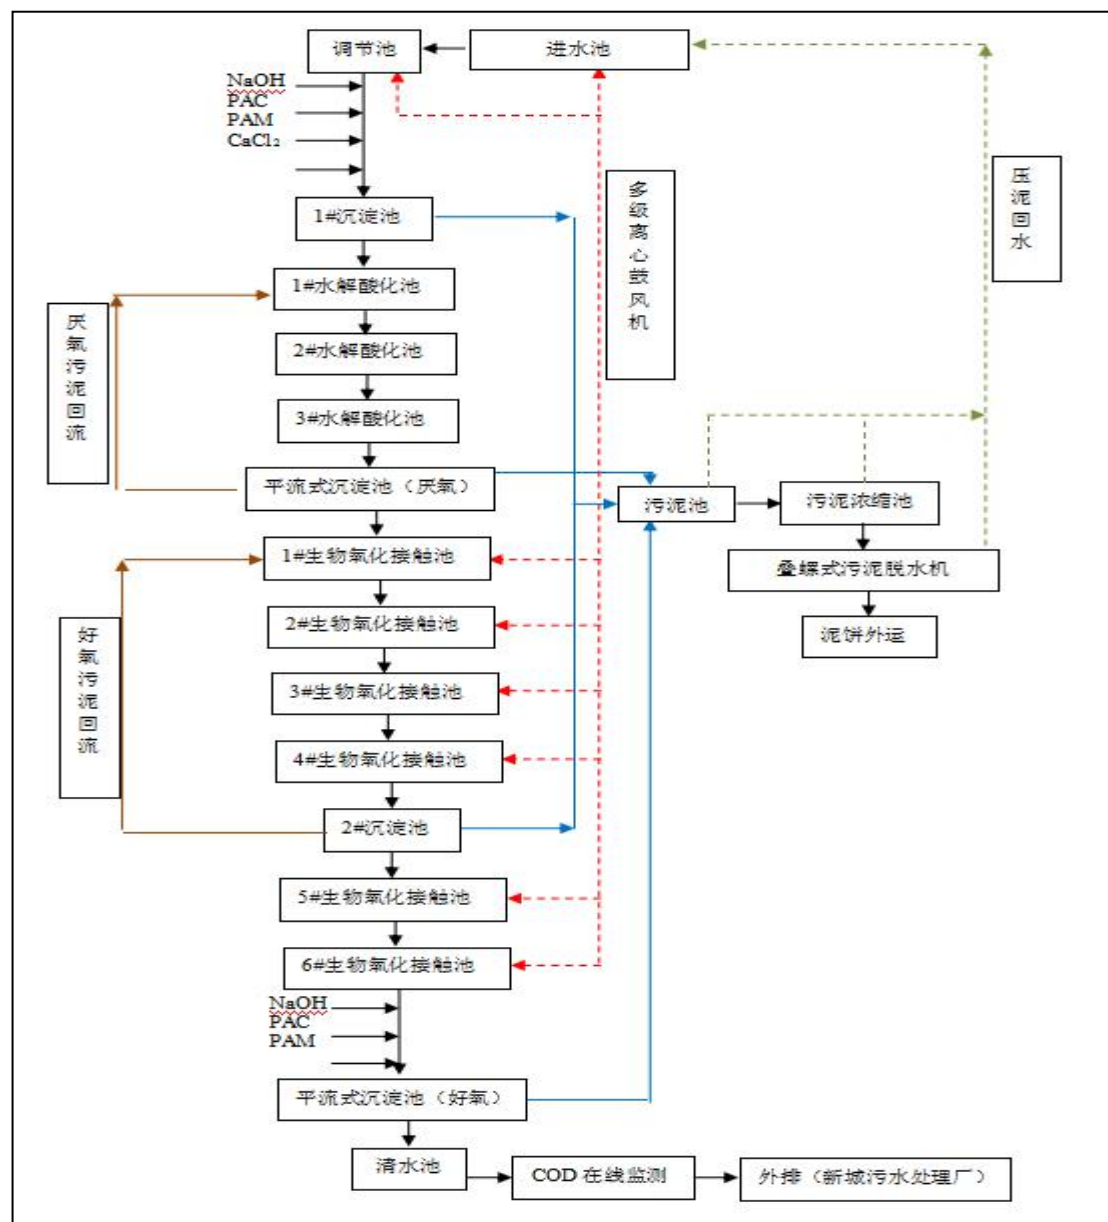 调节池
进水池
NaOH
PAC
PAM
CaCl₂
1#沉淀池
多级离心鼓风机
压泥回水
1#水解酸化池
厌氧污泥回流
2#水解酸化池
3#水解酸化池
平流式沉淀池（厌氧）
污泥池
污泥浓缩池
1#生物氧化接触池
叠螺式污泥脱水机
2#生物氧化接触池
泥饼外运
好氧污泥回流
3#生物氧化接触池
4#生物氧化接触池
2#沉淀池
5#生物氧化接触池
6#生物氧化接触池
NaOH
PAC
PAM
平流式沉淀池（好氧）
清水池
COD 在线监测
外排（新城污水处理厂）